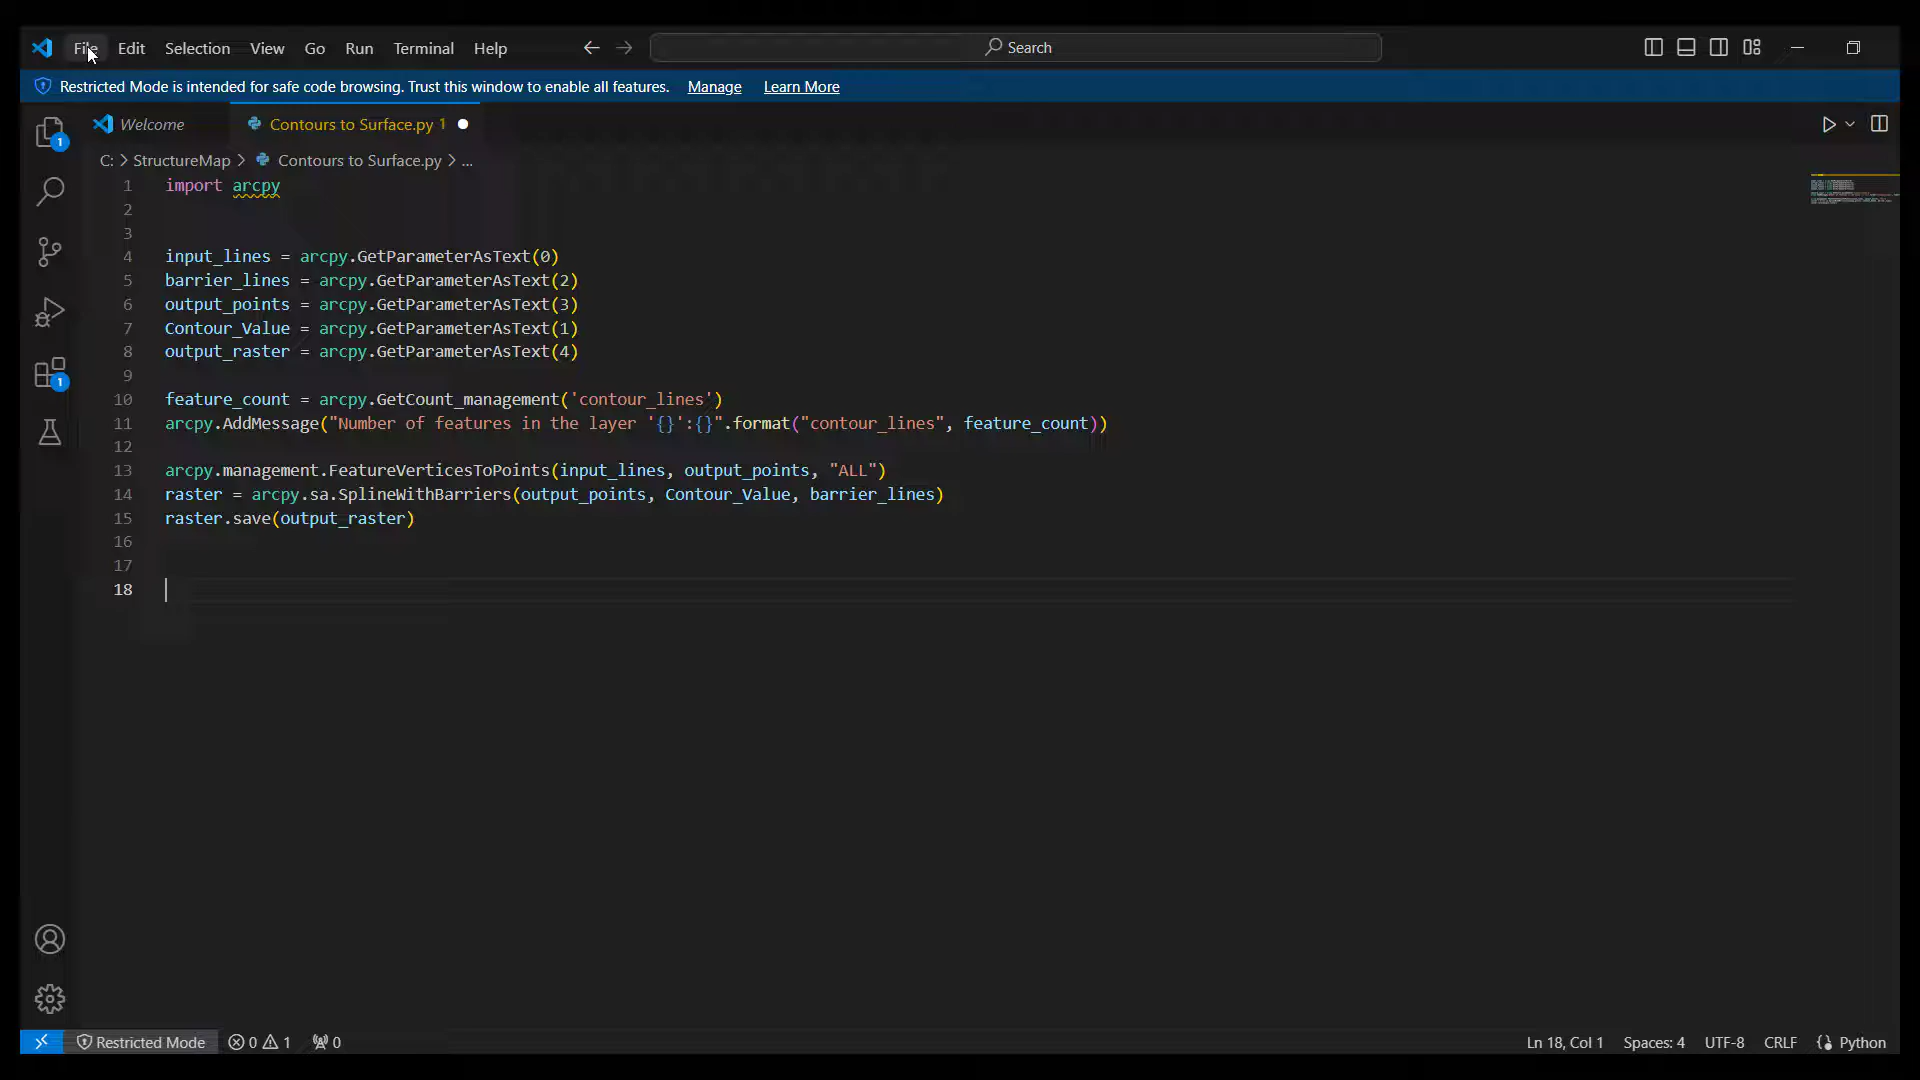 File Edit Selection View Go Run Terminal Help Search
Restricted Mode is intended for safe code browsing. Trust this window to enable all features. Manage Learn More
Welcome Contours to Surface.py 1
C: > StructureMap > Contours to Surface.py > ...
1 import arcpy
2
3
4 input_lines = arcpy.GetParameterAsText(0)
5 barrier_lines = arcpy.GetParameterAsText(2)
6 output_points = arcpy.GetParameterAsText(3)
7 Contour_Value = arcpy.GetParameterAsText(1)
8 output_raster = arcpy.GetParameterAsText(4)
9
10 feature_count = arcpy.GetCount_management('contour_lines')
11 arcpy.AddMessage("Number of features in the layer '{}':{}".format("contour_lines", feature_count))
12
13 arcpy.management.FeatureVerticesToPoints(input_lines, output_points, "ALL")
14 raster = arcpy.sa.SplineWithBarriers(output_points, Contour_Value, barrier_lines)
15 raster.save(output_raster)
16
17
18
1
1
Restricted Mode 0 1 0 Ln 18, Col 1 Spaces: 4 UTF-8 CRLF Python